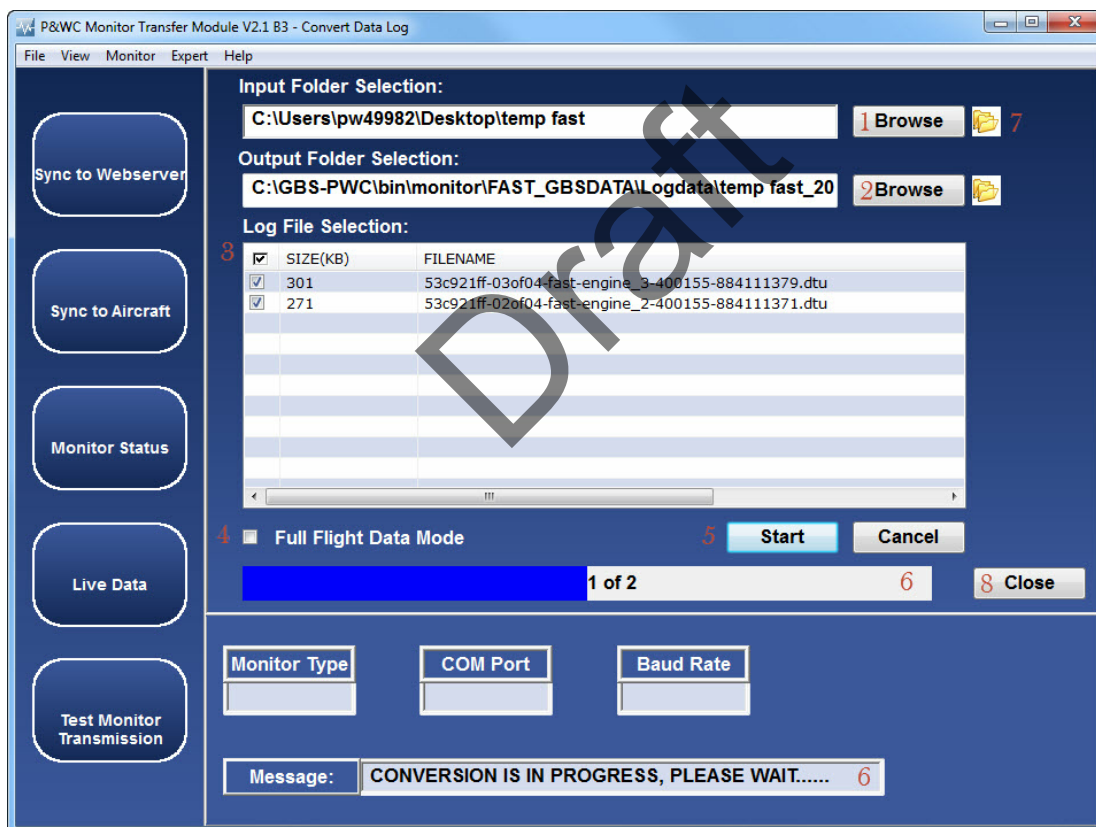 P&WC Monitor Transfer Module V2.1 B3 - Convert Data Log
File View Monitor Expert Help
Input Folder Selection:
C:\Users\pw49982\Desktop\temp fast
1 Browse
7
Output Folder Selection:
C:\GBS-PWC\bin\monitor\FAST_GBSDATA\Logdata\temp fast_20
2 Browse
Log File Selection:
3
SIZE(KB) FILENAME
301 53c921ff-03of04-fast-engine_3-400155-884111379.dtu
271 53c921ff-02of04-fast-engine_2-400155-884111371.dtu
4 Full Flight Data Mode
5 Start
Cancel
1 of 2
6
8 Close
Sync to Webserver
Sync to Aircraft
Monitor Status
Live Data
Test Monitor
Transmission
Monitor Type
COM Port
Baud Rate
Message: CONVERSION IS IN PROGRESS, PLEASE WAIT...... 6
Draft